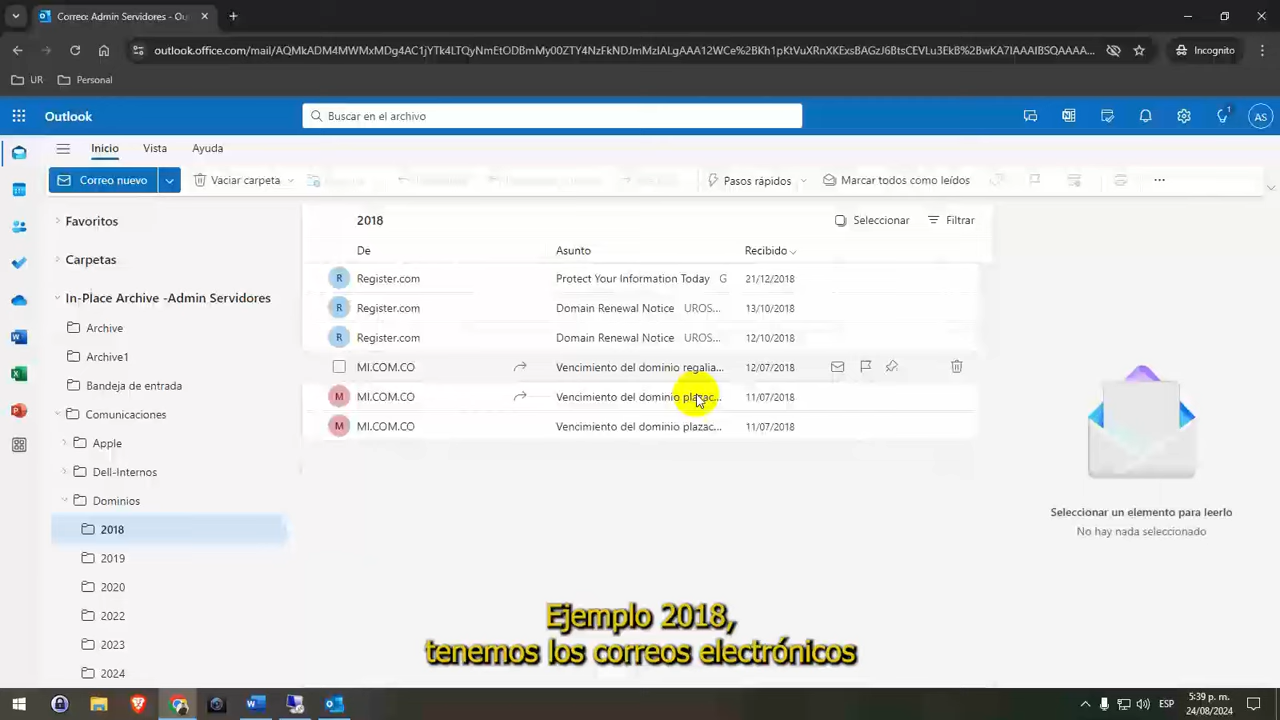 Correo: Admin Servidores - Ou
outlook.office.com/mail/AQMkADM4MWMxMDg4AC1jYTk4LTQyNmEtODBmMy00ZTY4NzFkNDJmMzIALgAAA12WCe%2BKh1pKtVuXRnXKExsBAGzJ6BtsCEVLu3EkB%2BwKA7IAAAIBSQAAAA...
Incognito
UR
Personal
Outlook
Buscar en el archivo
1
AS
Inicio
Vista
Ayuda
Correo nuevo
Vaciar carpeta
Pasos rápidos
Marcar todos como leídos
...
Favoritos
Carpetas
In-Place Archive -Admin Servidores
Archive
Archive1
Bandeja de entrada
Comunicaciones
Apple
Dell-Internos
Dominios
2018
2019
2020
2022
2023
2024
2018
Seleccionar
Filtrar
De Asunto Recibido
R Register.com Protect Your Information Today G 21/12/2018
R Register.com Domain Renewal Notice UROS... 13/10/2018
R Register.com Domain Renewal Notice UROS... 12/10/2018
MI.COM.CO Vencimiento del dominio regalia... 12/07/2018
M MI.COM.CO Vencimiento del dominio plazac... 11/07/2018
M MI.COM.CO Vencimiento del dominio plazac... 11/07/2018
Seleccionar un elemento para leerlo
No hay nada seleccionado
Ejemplo 2018,
tenemos los correos electrónicos
ESP
5:39 p. m.
24/08/2024